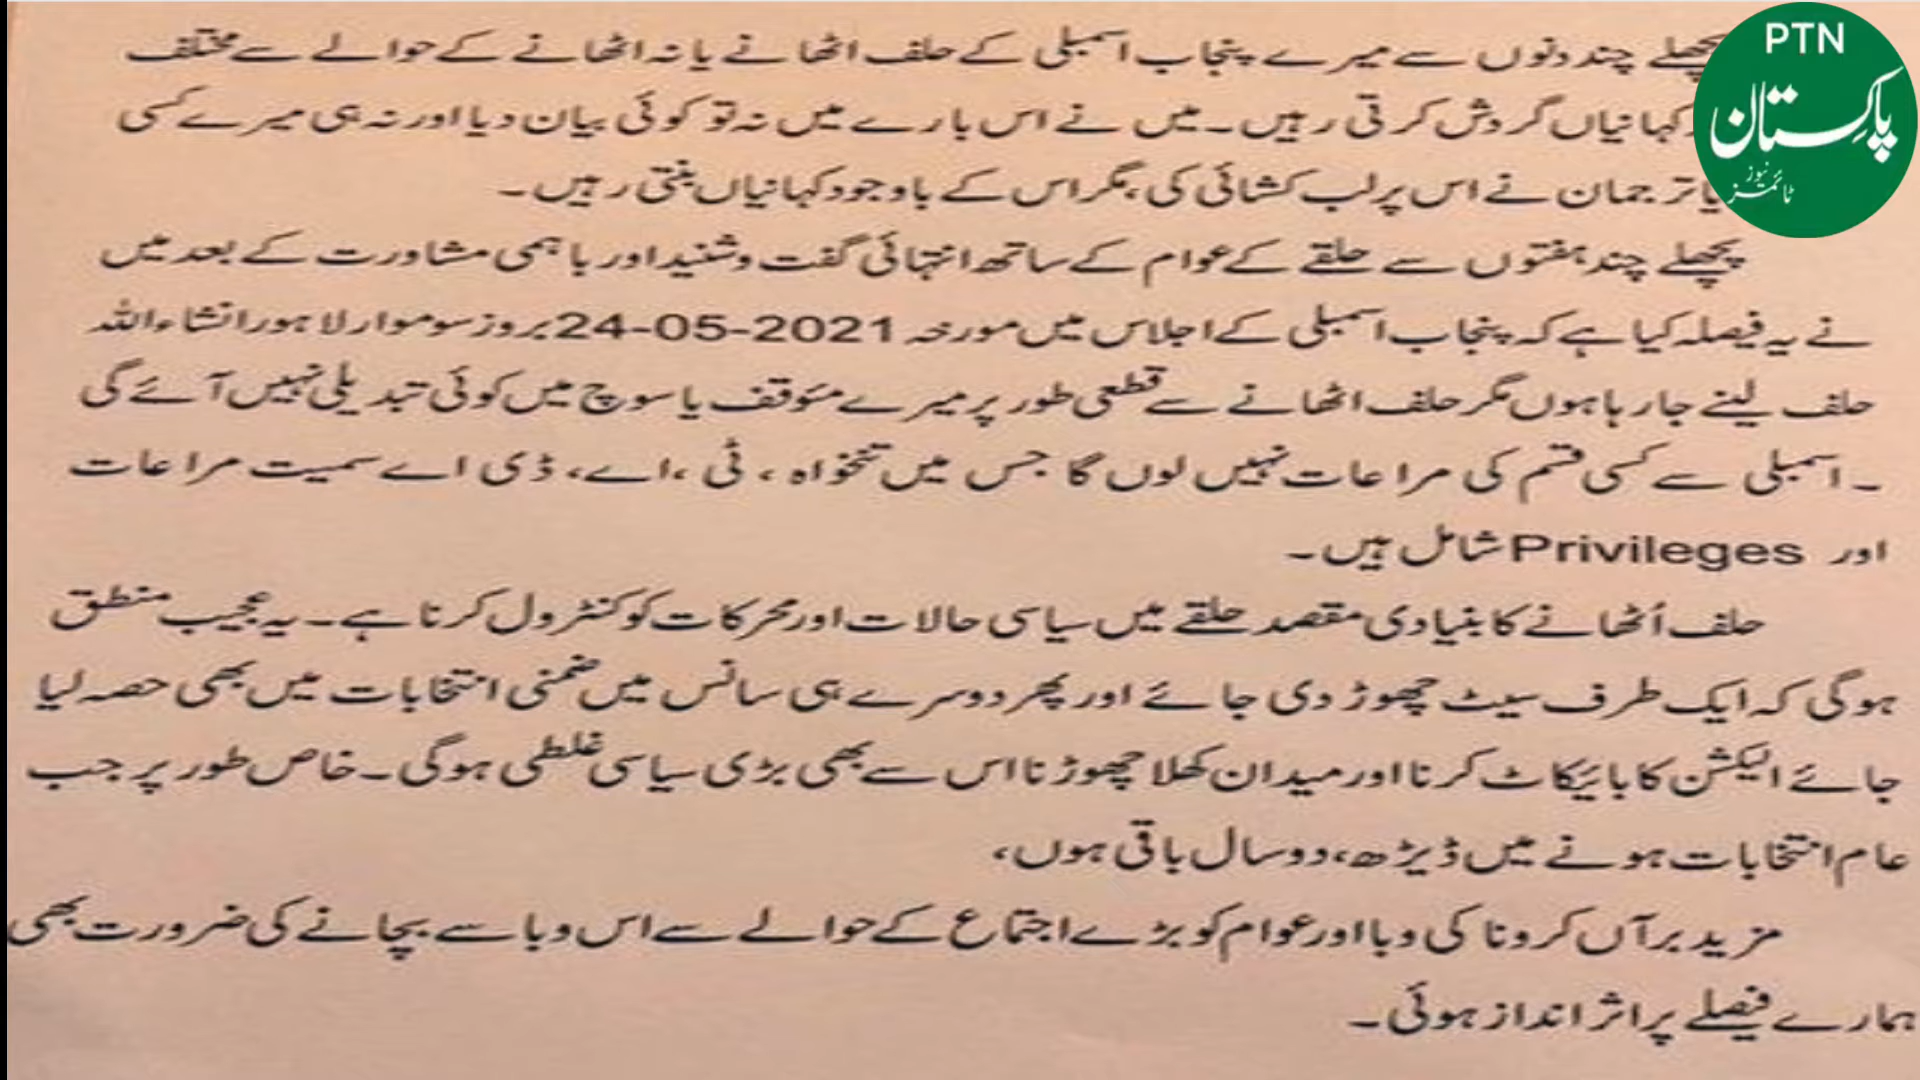 پچھلے چند دنوں سے میرے پنجاب اسمبلی کے حلف اٹھانے یا نہ اٹھانے کے حوالے سے مختلف
کہانیاں گردش کرتی رہیں۔ میں نے اس بارے میں نہ تو کوئی بیان دیا اور نہ ہی میرے کسی
یا ترجمان نے اس پر لب کشائی کی، مگر اس کے باوجود کہانیاں بنتی رہیں۔
پچھلے چند ہفتوں سے حلقے کے عوام کے ساتھ انتہائی گفت و شنید اور باہمی مشاورت کے بعد میں
نے یہ فیصلہ کیا ہے کہ پنجاب اسمبلی کے اجلاس میں مورخہ 24-05-2021 بروز سوموار لاہور انشاءاللہ
حلف لینے جا رہا ہوں مگر حلف اٹھانے سے قطعی طور پر میرے مؤقف یا سوچ میں کوئی تبدیلی نہیں آئے گی
۔ اسمبلی سے کسی قسم کی مراعات نہیں لوں گا جس میں تنخواہ ، ٹی ،اے، ڈی اے سمیت مراعات
اور Privileges شامل ہیں۔
حلف اُٹھانے کا بنیادی مقصد حلقے میں سیاسی حالات اور محرکات کو کنٹرول کرنا ہے۔ یہ عجیب منطق
ہوگی کہ ایک طرف سیٹ چھوڑ دی جائے اور پھر دوسرے ہی سانس میں ضمنی انتخابات میں بھی حصہ لیا
جائے الیکشن کا بائیکاٹ کرنا اور میدان کھلا چھوڑنا اس سے بھی بڑی سیاسی غلطی ہوگی۔ خاص طور پر جب
عام انتخابات ہونے میں ڈیڑھ، دو سال باقی ہوں،
مزید برآں کرونا کی وبا اور عوام کو بڑے اجتماع کے حوالے سے اس وبا سے بچانے کی ضرورت بھی
ہمارے فیصلے پر اثر انداز ہوئی۔
PTN
پاکستان
نیوز
ٹائمز